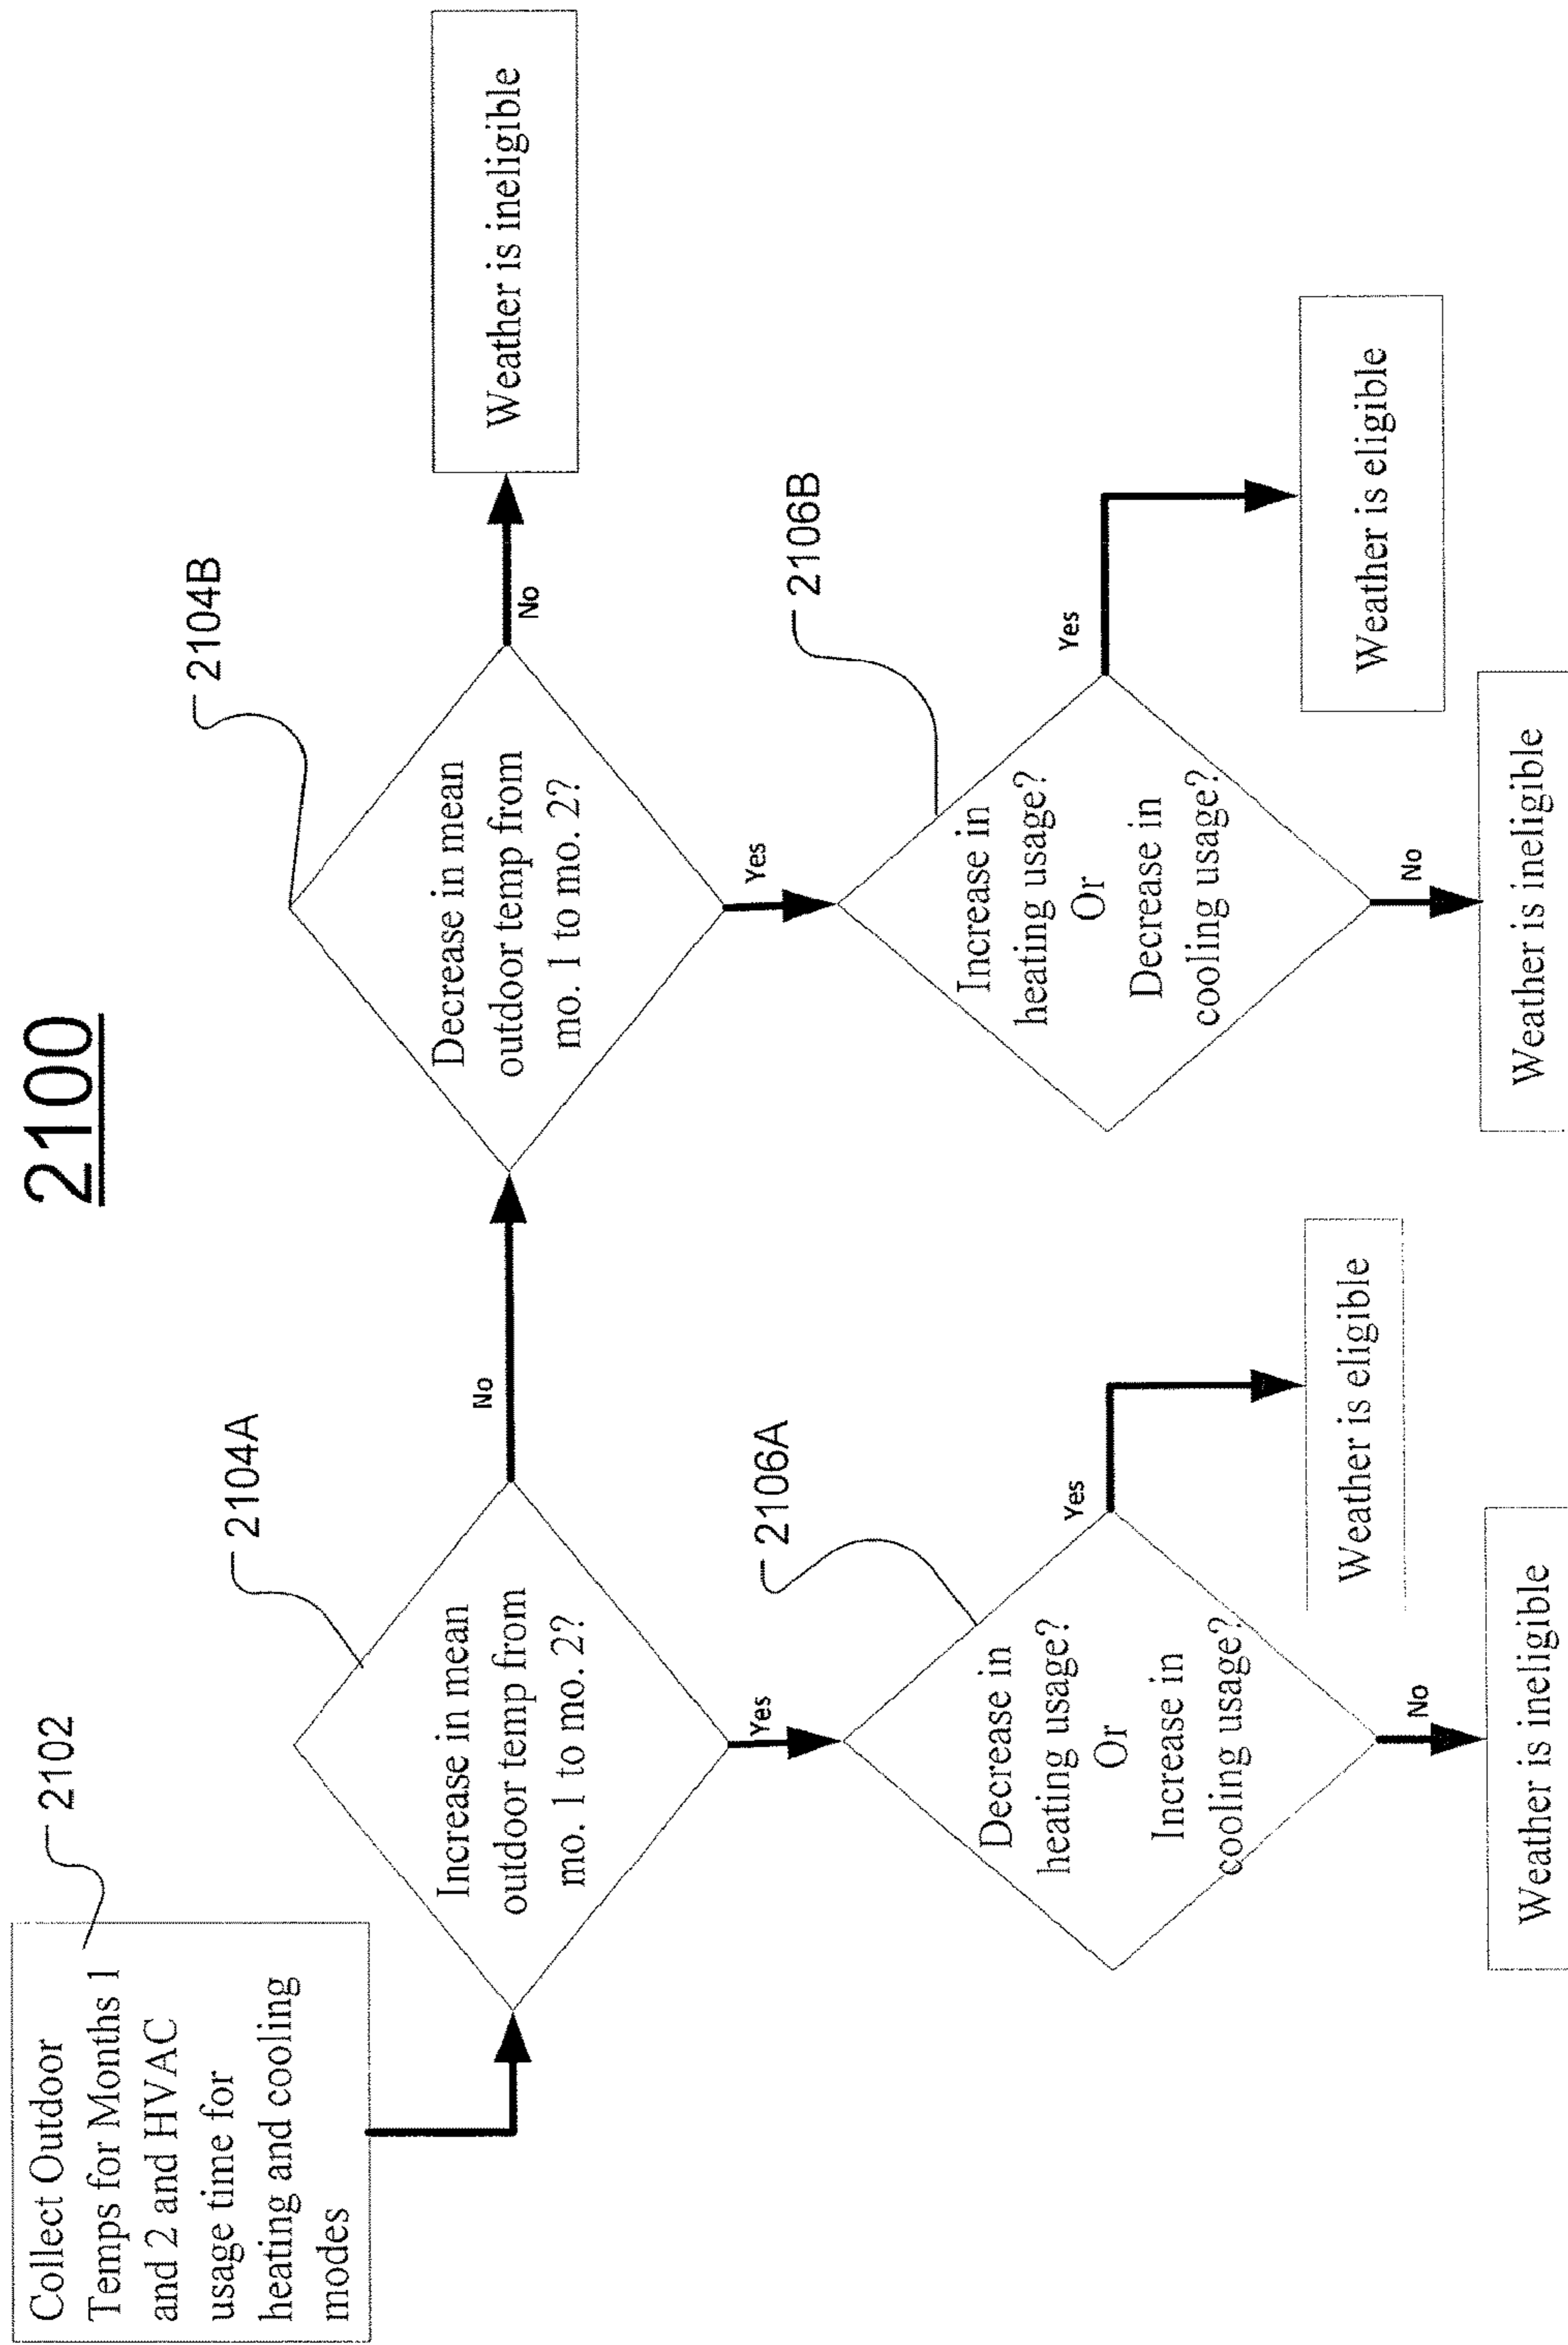 2100
Collect Outdoor
Temps for Months 1
and 2 and HVAC
usage time for
heating and cooling
modes
2102
Increase in mean
outdoor temp from
mo. 1 to mo. 2?
2104A
No
Yes
Decrease in mean
outdoor temp from
mo. 1 to mo. 2?
2104B
No
Yes
Weather is ineligible
Decrease in
heating usage?
Or
Increase in
cooling usage?
2106A
Yes
No
Weather is eligible
Weather is ineligible
Increase in
heating usage?
Or
Decrease in
cooling usage?
2106B
Yes
No
Weather is eligible
Weather is ineligible